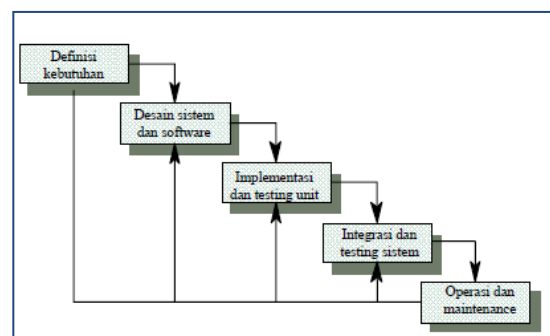 Definisi
kebutuhan
Desain sistem
dan software
Implementasi
dan testing unit
Integrasi dan
testing sistem
Operasi dan
maintenance